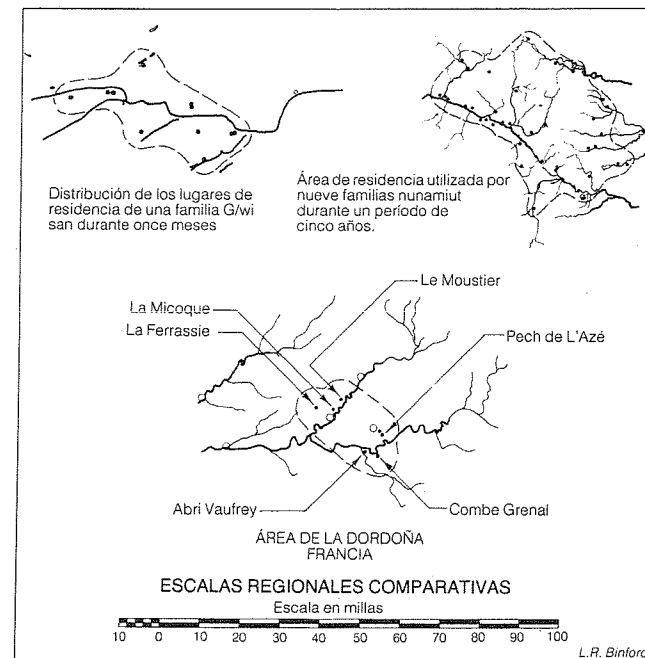 Distribución de los lugares de
residencia de una familia G/wi
san durante once meses
Área de residencia utilizada por
nueve familias nunamiut
durante un período de
cinco años.
Le Moustier
La Micoque
La Ferrassie
Pech de L'Azé
Abri Vaufrey
Combe Grenal
ÁREA DE LA DORDOÑA
FRANCIA
ESCALAS REGIONALES COMPARATIVAS
Escala en millas
10 0 10 20 30 40 50 60 70 80 90 100
L.R. Binford